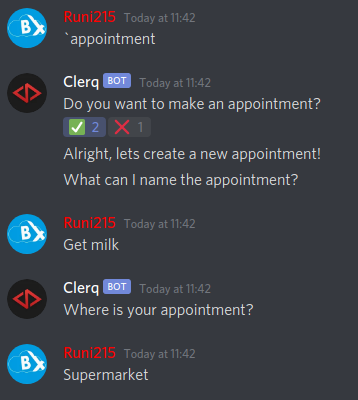 Runi215 Today at 11:42
`appointment
Clerq BOT Today at 11:42
Do you want to make an appointment?
✅ 2 ❌ 1
Alright, lets create a new appointment!
What can I name the appointment?
Runi215 Today at 11:42
Get milk
Clerq BOT Today at 11:42
Where is your appointment?
Runi215 Today at 11:42
Supermarket